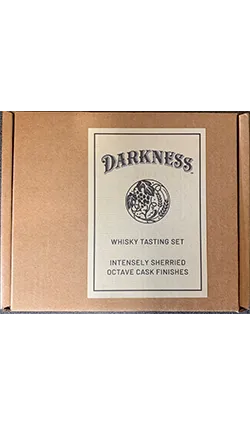 DARKNESS
WHISKY TASTING SET
INTENSELY SHERRIED
OCTAVE CASK FINISHES